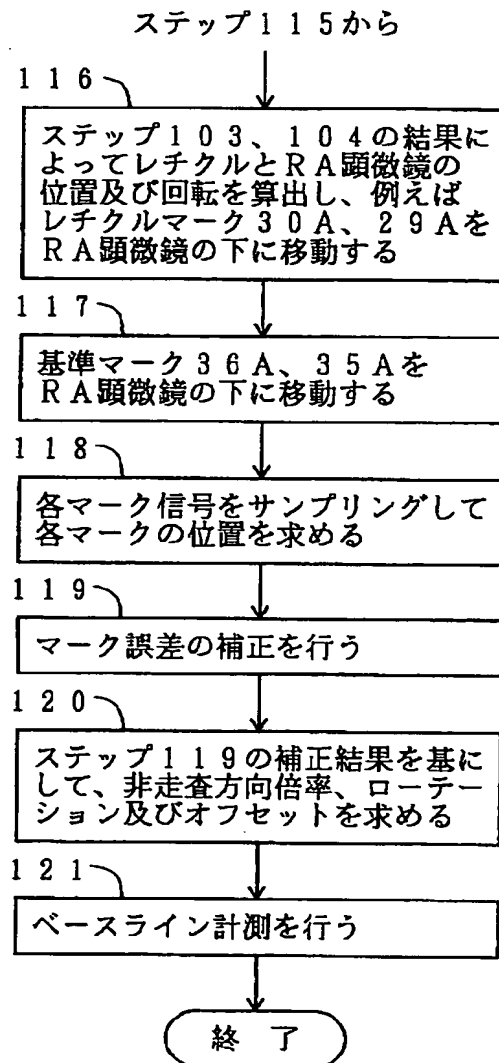 ステップ115から
116
ステップ103、104の結果に
よってレチクルとRA顕微鏡の
位置及び回転を算出し、例えば
レチクルマーク30A、29Aを
RA顕微鏡の下に移動する
117
基準マーク36A、35Aを
RA顕微鏡の下に移動する
118
各マーク信号をサンプリングして
各マークの位置を求める
119
マーク誤差の補正を行う
120
ステップ119の補正結果を基に
して、非走査方向倍率、ローテー
ション及びオフセットを求める
121
ベースライン計測を行う
終了